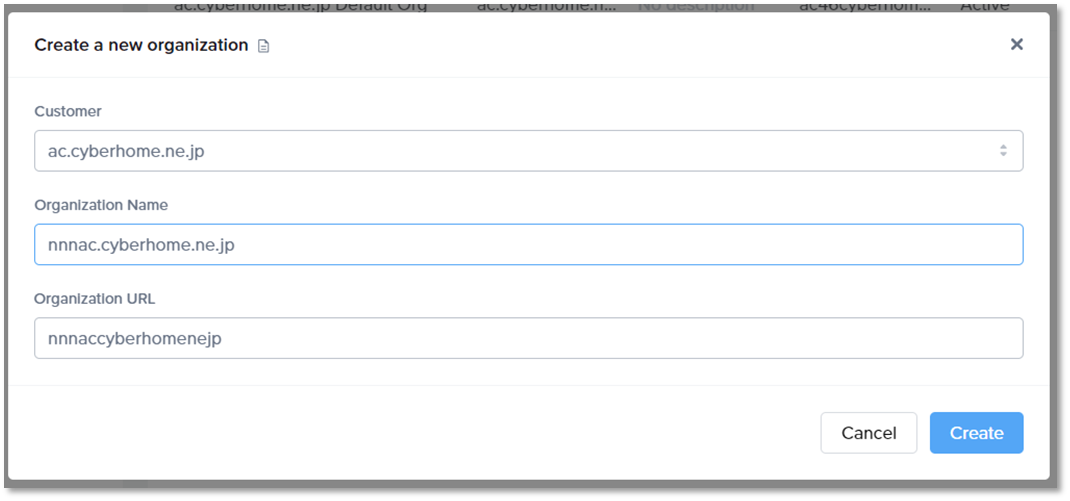 ac.cyberhome.ne.jp Default Org ac.cyberhome.n... No description ac46cyberhom... Active
Create a new organization
Customer
ac.cyberhome.ne.jp
Organization Name
nnnac.cyberhome.ne.jp
Organization URL
nnnaccyberhomenejp
Cancel
Create